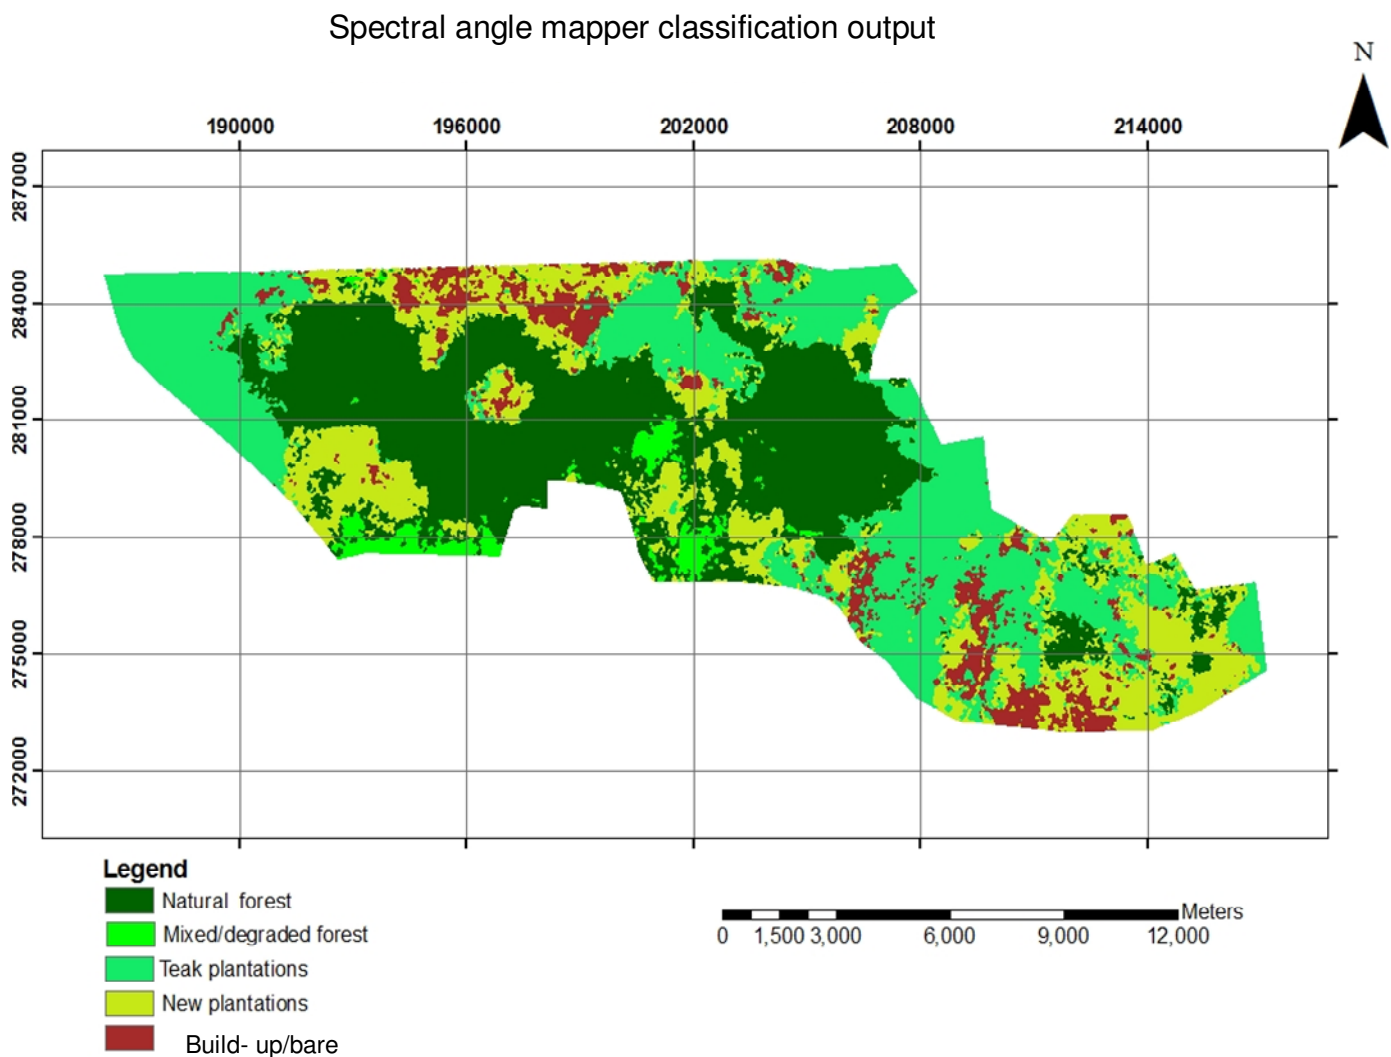 Spectral angle mapper classification output
N
190000 196000 202000 208000 214000
287000
284000
281000
278000
275000
272000
Legend
Natural forest
Mixed/degraded forest
Teak plantations
New plantations
Build- up/bare
Meters
0 1,500 3,000 6,000 9,000 12,000